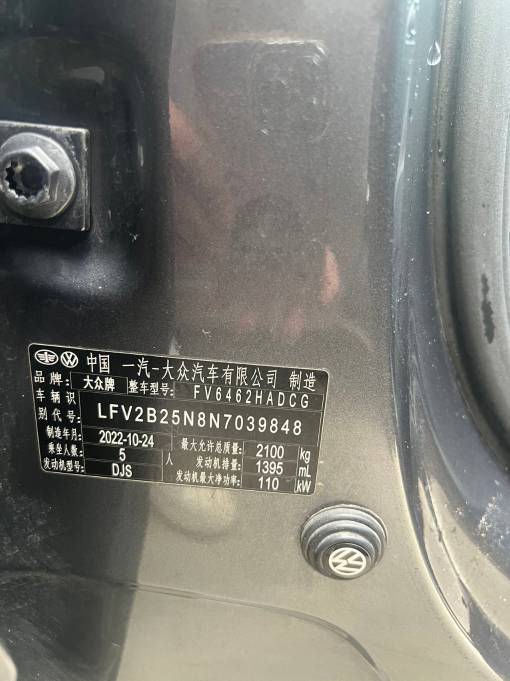 中国 一汽-大众汽车有限公司 制造
品牌: 大众牌 整车型号: FV6462HADCG
车辆识别代号: LFV2B25N8N7039848
制造年月: 2022-10-24 最大允许总质量: 2100 kg
乘坐人数: 5 人 发动机排量: 1395 mL
发动机型号: DJS 发动机最大净功率: 110 kW